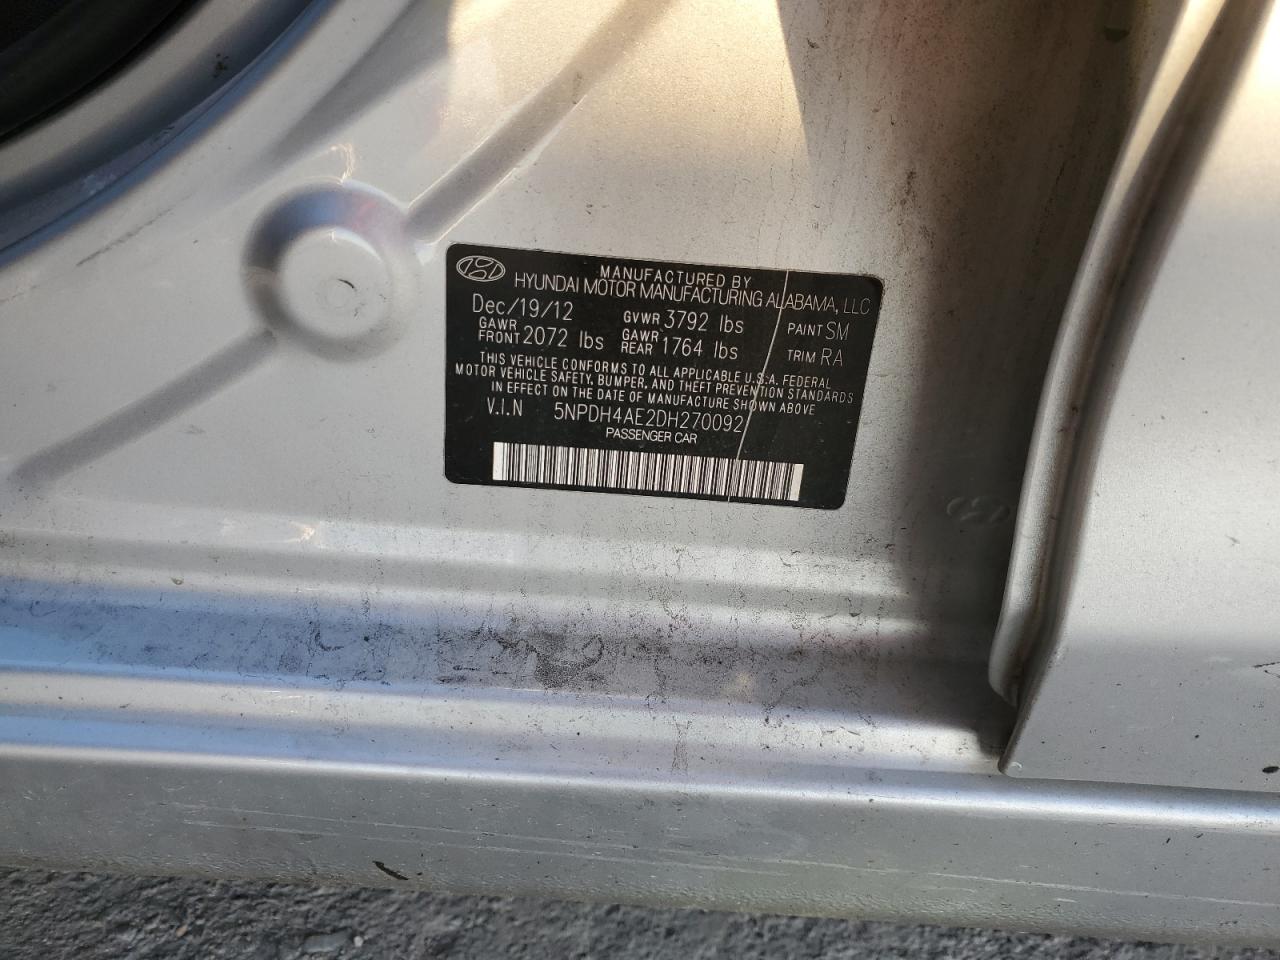 MANUFACTURED BY
HYUNDAI MOTOR MANUFACTURING ALABAMA, LLC
Dec/19/12 GVWR 3792 lbs PAINT SM
GAWR FRONT 2072 lbs GAWR REAR 1764 lbs TRIM RA
THIS VEHICLE CONFORMS TO ALL APPLICABLE U.S.A. FEDERAL
MOTOR VEHICLE SAFETY, BUMPER, AND THEFT PREVENTION STANDARDS
IN EFFECT ON THE DATE OF MANUFACTURE SHOWN ABOVE
V.I.N 5NPDH4AE2DH270092
PASSENGER CAR